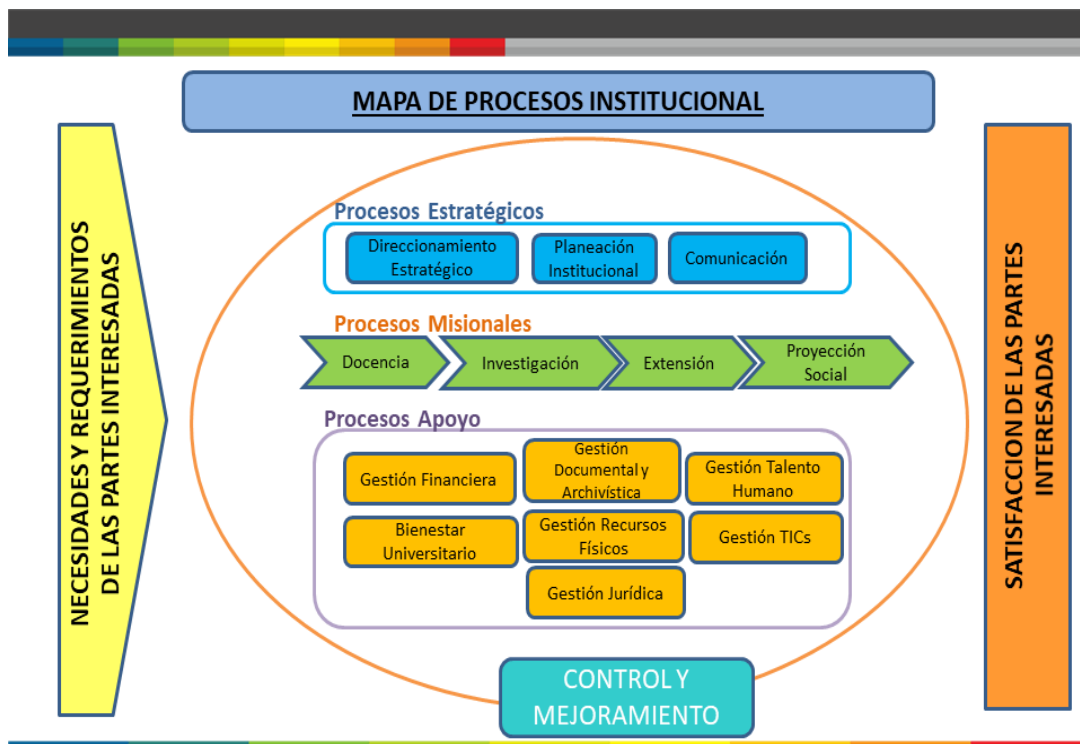 MAPA DE PROCESOS INSTITUCIONAL
NECESIDADES Y REQUERIMIENTOS
DE LAS PARTES INTERESADAS
Procesos Estratégicos
Direccionamiento
Estratégico
Planeación
Institucional
Comunicación
Procesos Misionales
Docencia
Investigación
Extensión
Proyección
Social
Procesos Apoyo
Gestión Financiera
Gestión
Documental y
Archivística
Gestión Talento
Humano
Bienestar
Universitario
Gestión Recursos
Físicos
Gestión TICs
Gestión Jurídica
CONTROL Y
MEJORAMIENTO
SATISFACCION DE LAS PARTES
INTERESADAS